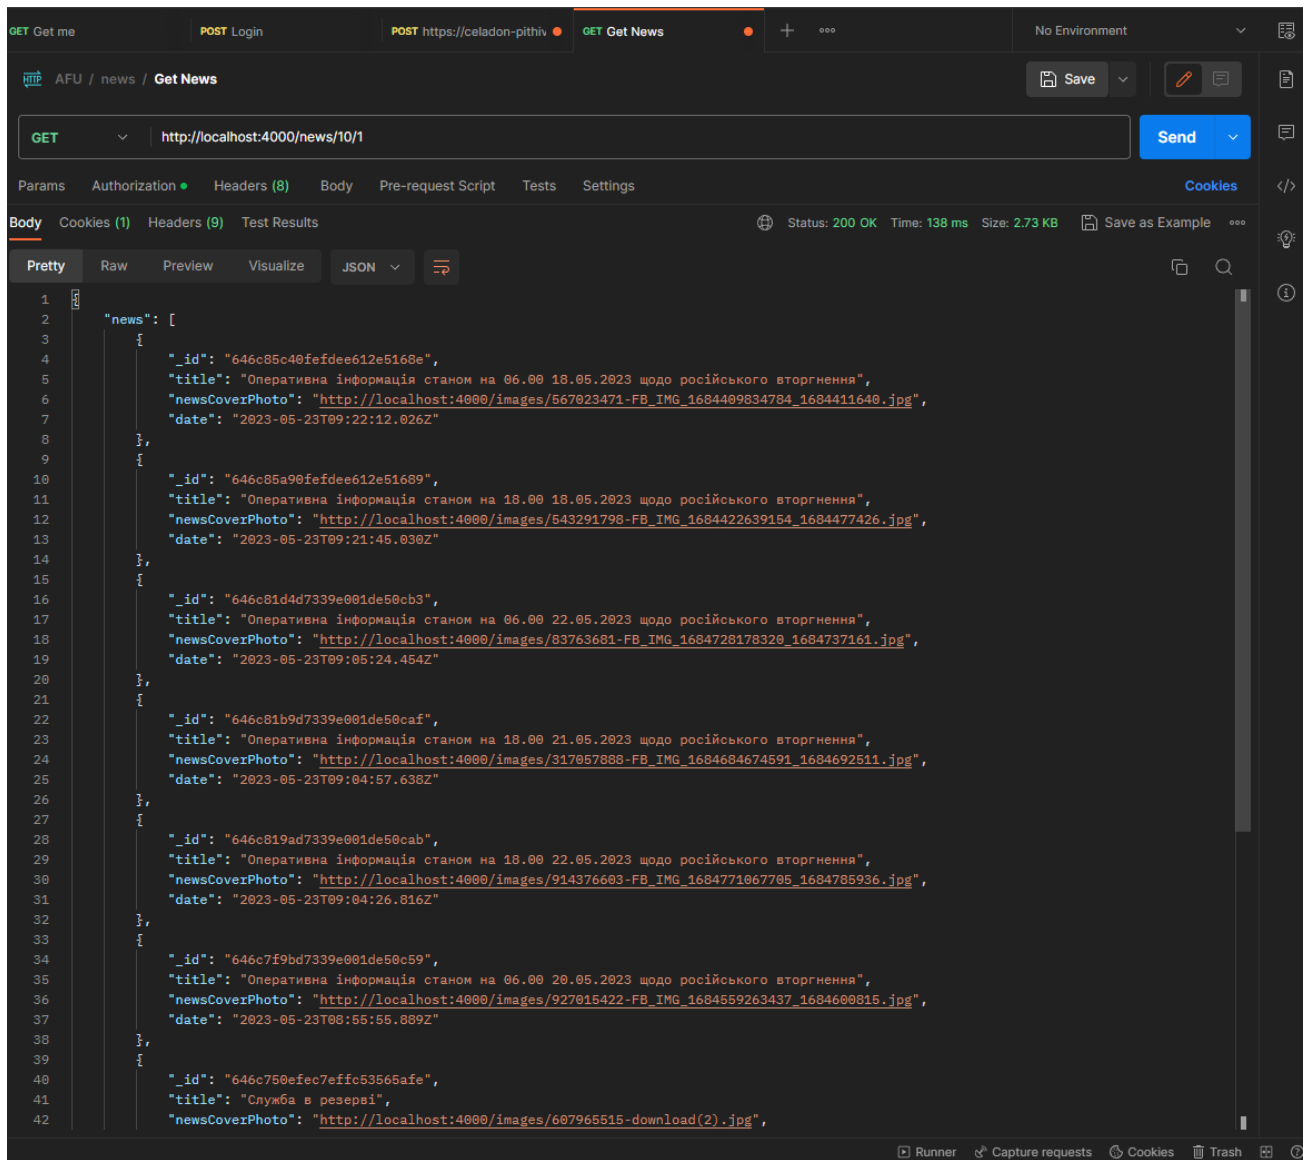 GET Get me POST Login POST https://celadon-pithiv GET Get News No Environment
HTTP AFU / news / Get News Save
GET http://localhost:4000/news/10/1 Send
Params Authorization Headers (8) Body Pre-request Script Tests Settings Cookies
Body Cookies (1) Headers (9) Test Results Status: 200 OK Time: 138 ms Size: 2.73 KB Save as Example
Pretty Raw Preview Visualize JSON
1 {
2 "news": [
3 {
4 "_id": "646c85c40fefdee612e5168e",
5 "title": "Оперативна інформація станом на 06.00 18.05.2023 щодо російського вторгнення",
6 "newsCoverPhoto": "http://localhost:4000/images/567023471-FB_IMG_1684409834784_1684411640.jpg",
7 "date": "2023-05-23T09:22:12.026Z"
8 },
9 {
10 "_id": "646c85a90fefdee612e51689",
11 "title": "Оперативна інформація станом на 18.00 18.05.2023 щодо російського вторгнення",
12 "newsCoverPhoto": "http://localhost:4000/images/543291798-FB_IMG_1684422639154_1684477426.jpg",
13 "date": "2023-05-23T09:21:45.030Z"
14 },
15 {
16 "_id": "646c81d4d7339e001de50cb3",
17 "title": "Оперативна інформація станом на 06.00 22.05.2023 щодо російського вторгнення",
18 "newsCoverPhoto": "http://localhost:4000/images/83763681-FB_IMG_1684728178320_1684737161.jpg",
19 "date": "2023-05-23T09:05:24.454Z"
20 },
21 {
22 "_id": "646c81b9d7339e001de50caf",
23 "title": "Оперативна інформація станом на 18.00 21.05.2023 щодо російського вторгнення",
24 "newsCoverPhoto": "http://localhost:4000/images/317057888-FB_IMG_1684684674591_1684692511.jpg",
25 "date": "2023-05-23T09:04:57.638Z"
26 },
27 {
28 "_id": "646c819ad7339e001de50cab",
29 "title": "Оперативна інформація станом на 18.00 22.05.2023 щодо російського вторгнення",
30 "newsCoverPhoto": "http://localhost:4000/images/914376603-FB_IMG_1684771067705_1684785936.jpg",
31 "date": "2023-05-23T09:04:26.816Z"
32 },
33 {
34 "_id": "646c7f9bd7339e001de50c59",
35 "title": "Оперативна інформація станом на 06.00 20.05.2023 щодо російського вторгнення",
36 "newsCoverPhoto": "http://localhost:4000/images/927015422-FB_IMG_1684559263437_1684600815.jpg",
37 "date": "2023-05-23T08:55:55.889Z"
38 },
39 {
40 "_id": "646c750efec7effc53565afe",
41 "title": "Служба в резерві",
42 "newsCoverPhoto": "http://localhost:4000/images/607965515-download(2).jpg",
Runner Capture requests Cookies Trash